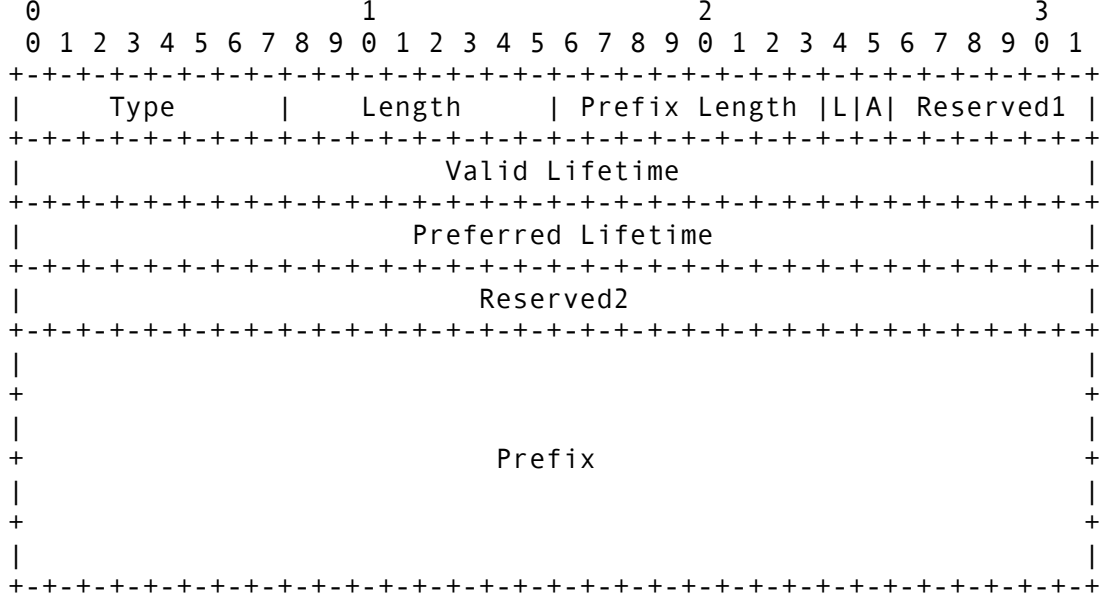 0                   1                   2                   3
 0 1 2 3 4 5 6 7 8 9 0 1 2 3 4 5 6 7 8 9 0 1 2 3 4 5 6 7 8 9 0 1
+-+-+-+-+-+-+-+-+-+-+-+-+-+-+-+-+-+-+-+-+-+-+-+-+-+-+-+-+-+-+-+-+
|     Type      |    Length     | Prefix Length |L|A| Reserved1 |
+-+-+-+-+-+-+-+-+-+-+-+-+-+-+-+-+-+-+-+-+-+-+-+-+-+-+-+-+-+-+-+-+
|                         Valid Lifetime                        |
+-+-+-+-+-+-+-+-+-+-+-+-+-+-+-+-+-+-+-+-+-+-+-+-+-+-+-+-+-+-+-+-+
|                       Preferred Lifetime                      |
+-+-+-+-+-+-+-+-+-+-+-+-+-+-+-+-+-+-+-+-+-+-+-+-+-+-+-+-+-+-+-+-+
|                           Reserved2                           |
+-+-+-+-+-+-+-+-+-+-+-+-+-+-+-+-+-+-+-+-+-+-+-+-+-+-+-+-+-+-+-+-+
|                                                               |
+                                                               +
|                                                               |
+                            Prefix                             +
|                                                               |
+                                                               +
|                                                               |
+-+-+-+-+-+-+-+-+-+-+-+-+-+-+-+-+-+-+-+-+-+-+-+-+-+-+-+-+-+-+-+-+